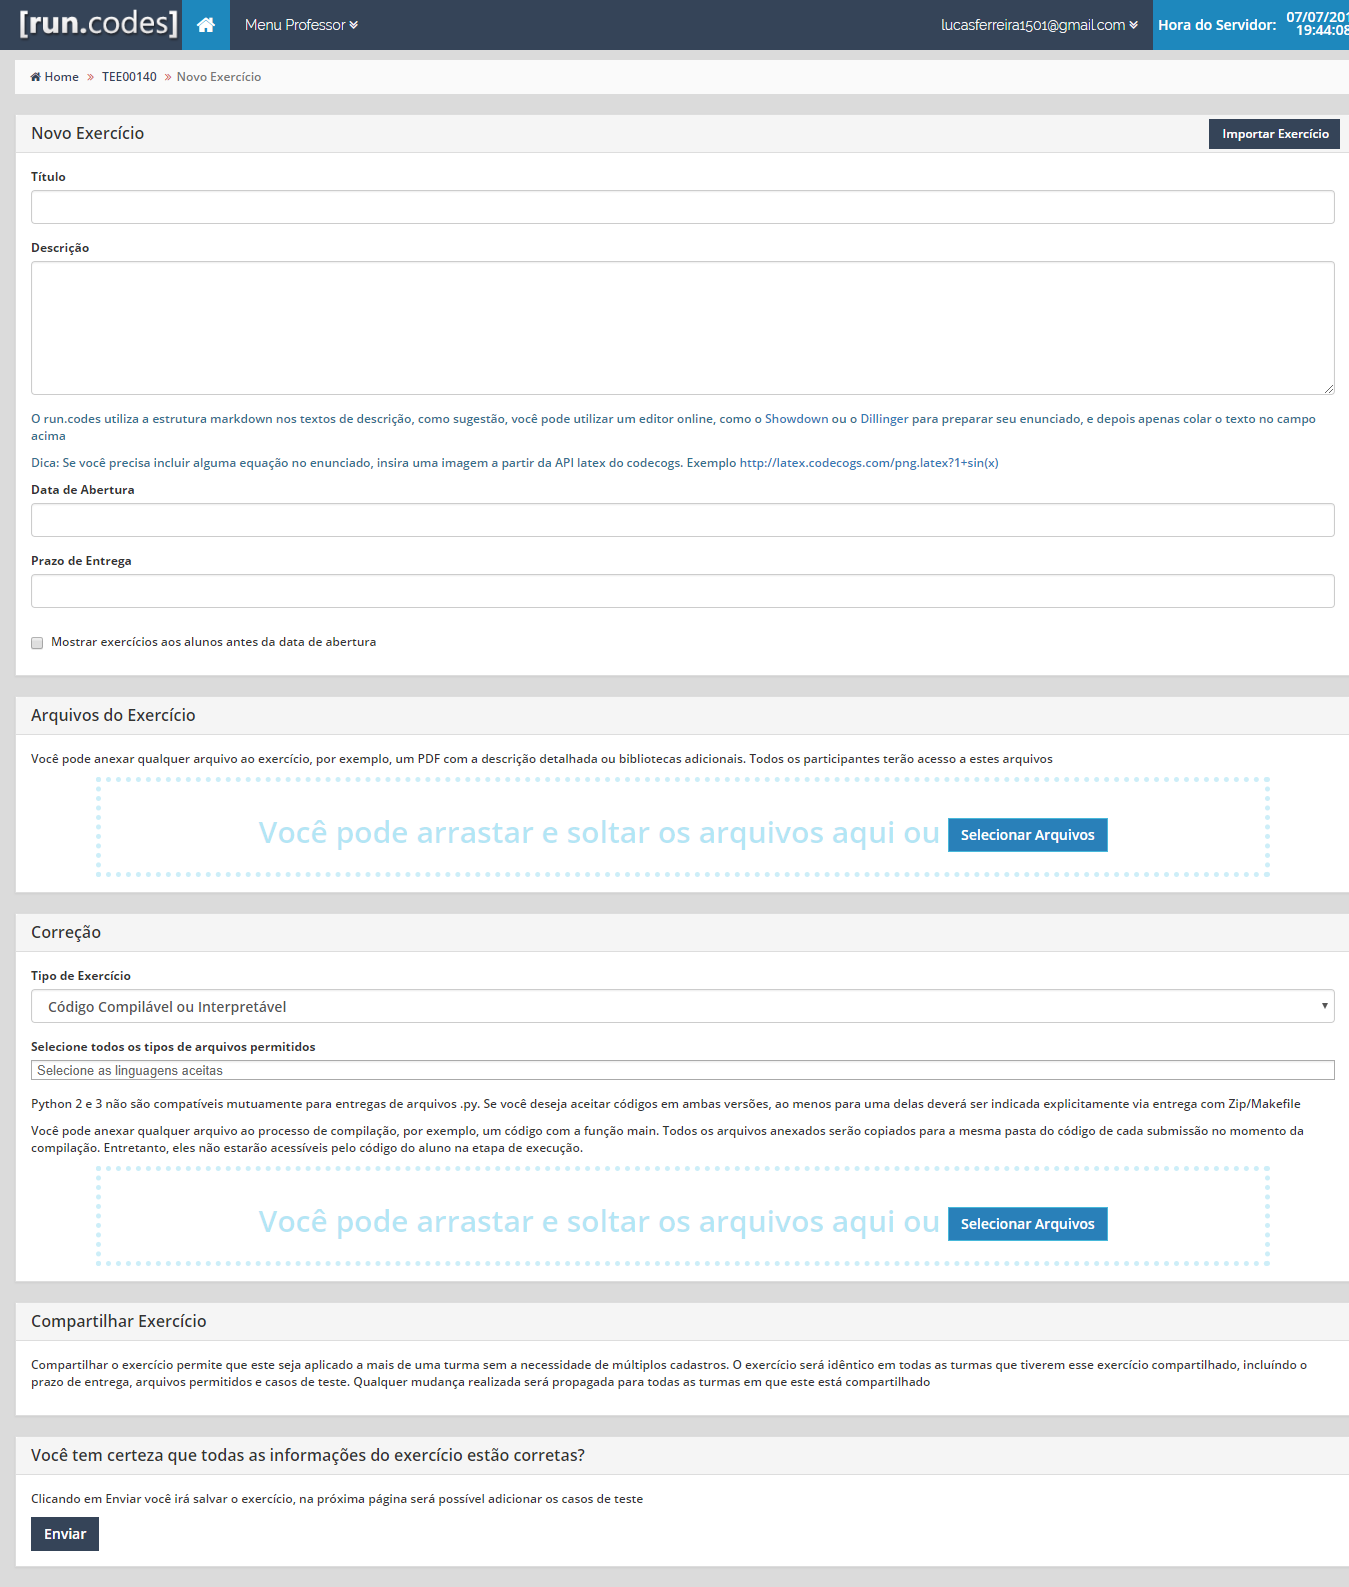 [run.codes]
Menu Professor
lucasferreira1501@gmail.com
Hora do Servidor:
07/07/201
19:44:08
Home » TEE00140 » Novo Exercício
Novo Exercício
Importar Exercício
Título
Descrição
O run.codes utiliza a estrutura markdown nos textos de descrição, como sugestão, você pode utilizar um editor online, como o Showdown ou o Dillinger para preparar seu enunciado, e depois apenas colar o texto no campo
acima
Dica: Se você precisa incluir alguma equação no enunciado, insira uma imagem a partir da API latex do codecogs. Exemplo http://latex.codecogs.com/png.latex?1+sin(x)
Data de Abertura
Prazo de Entrega
Mostrar exercícios aos alunos antes da data de abertura
Arquivos do Exercício
Você pode anexar qualquer arquivo ao exercício, por exemplo, um PDF com a descrição detalhada ou bibliotecas adicionais. Todos os participantes terão acesso a estes arquivos
Você pode arrastar e soltar os arquivos aqui ou Selecionar Arquivos
Correção
Tipo de Exercício
Código Compilável ou Interpretável
Selecione todos os tipos de arquivos permitidos
Selecione as linguagens aceitas
Python 2 e 3 não são compatíveis mutuamente para entregas de arquivos .py. Se você deseja aceitar códigos em ambas versões, ao menos para uma delas deverá ser indicada explicitamente via entrega com Zip/Makefile
Você pode anexar qualquer arquivo ao processo de compilação, por exemplo, um código com a função main. Todos os arquivos anexados serão copiados para a mesma pasta do código de cada submissão no momento da
compilação. Entretanto, eles não estarão acessíveis pelo código do aluno na etapa de execução.
Você pode arrastar e soltar os arquivos aqui ou Selecionar Arquivos
Compartilhar Exercício
Compartilhar o exercício permite que este seja aplicado a mais de uma turma sem a necessidade de múltiplos cadastros. O exercício será idêntico em todas as turmas que tiverem esse exercício compartilhado, incluíndo o
prazo de entrega, arquivos permitidos e casos de teste. Qualquer mudança realizada será propagada para todas as turmas em que este está compartilhado
Você tem certeza que todas as informações do exercício estão corretas?
Clicando em Enviar você irá salvar o exercício, na próxima página será possível adicionar os casos de teste
Enviar